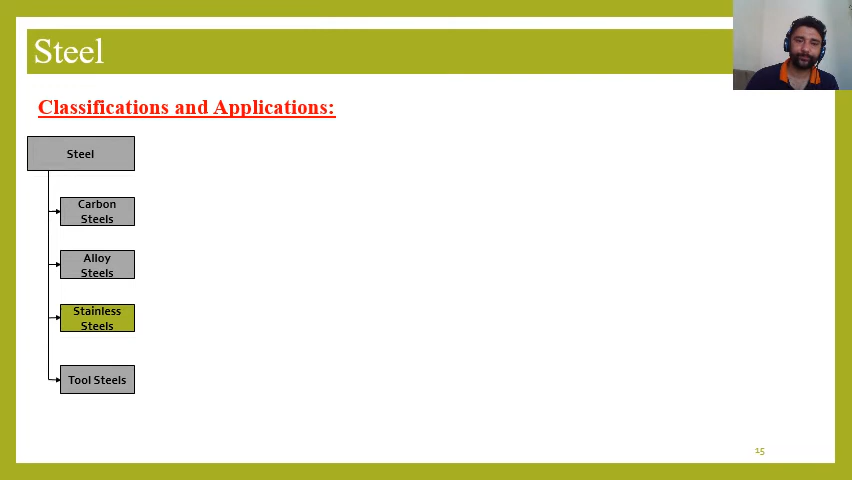 Steel
Classifications and Applications:
Steel
Carbon
Steels
Alloy
Steels
Stainless
Steels
Tool Steels
15